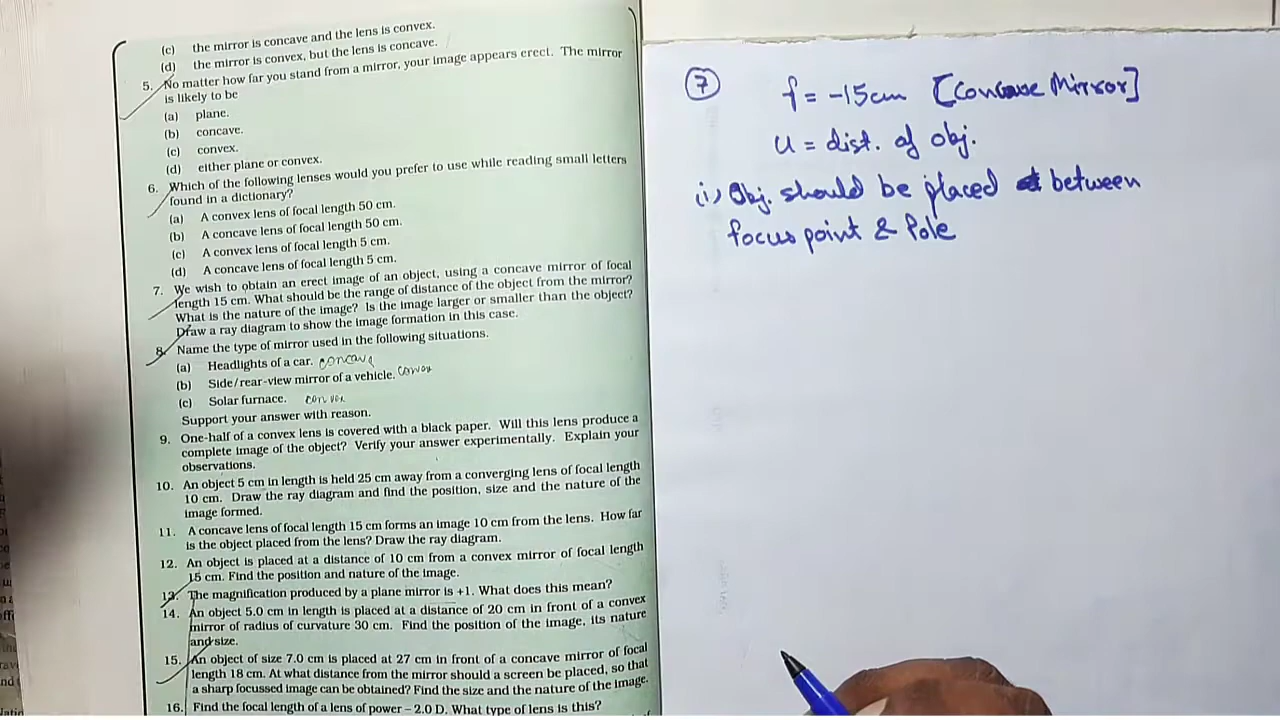 (c) the mirror is concave and the lens is convex.
(d) the mirror is convex, but the lens is concave.
5. No matter how far you stand from a mirror, your image appears erect. The mirror
is likely to be
(a) plane.
(b) concave.
(c) convex.
(d) either plane or convex.
6. Which of the following lenses would you prefer to use while reading small letters
found in a dictionary?
(a) A convex lens of focal length 50 cm.
(b) A concave lens of focal length 50 cm.
(c) A convex lens of focal length 5 cm.
(d) A concave lens of focal length 5 cm.
7. We wish to obtain an erect image of an object, using a concave mirror of focal
length 15 cm. What should be the range of distance of the object from the mirror?
What is the nature of the image? Is the image larger or smaller than the object?
Draw a ray diagram to show the image formation in this case.
8. Name the type of mirror used in the following situations.
(a) Headlights of a car. concave
(b) Side/rear-view mirror of a vehicle. convex
(c) Solar furnace. convex
Support your answer with reason.
9. One-half of a convex lens is covered with a black paper. Will this lens produce a
complete image of the object? Verify your answer experimentally. Explain your
observations.
10. An object 5 cm in length is held 25 cm away from a converging lens of focal length
10 cm. Draw the ray diagram and find the position, size and the nature of the
image formed.
11. A concave lens of focal length 15 cm forms an image 10 cm from the lens. How far
is the object placed from the lens? Draw the ray diagram.
12. An object is placed at a distance of 10 cm from a convex mirror of focal length
15 cm. Find the position and nature of the image.
13. The magnification produced by a plane mirror is +1. What does this mean?
14. An object 5.0 cm in length is placed at a distance of 20 cm in front of a convex
mirror of radius of curvature 30 cm. Find the position of the image, its nature
and size.
15. An object of size 7.0 cm is placed at 27 cm in front of a concave mirror of focal
length 18 cm. At what distance from the mirror should a screen be placed, so that
a sharp focussed image can be obtained? Find the size and the nature of the image.
16. Find the focal length of a lens of power – 2.0 D. What type of lens is this?
7 f = -15cm [Concave Mirror]
u = dist. of obj.
(i) Obj. should be placed between
focus point & Pole